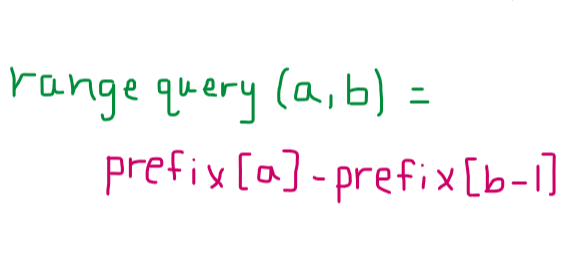 range query (a,b) =
prefix[a]-prefix[b-1]